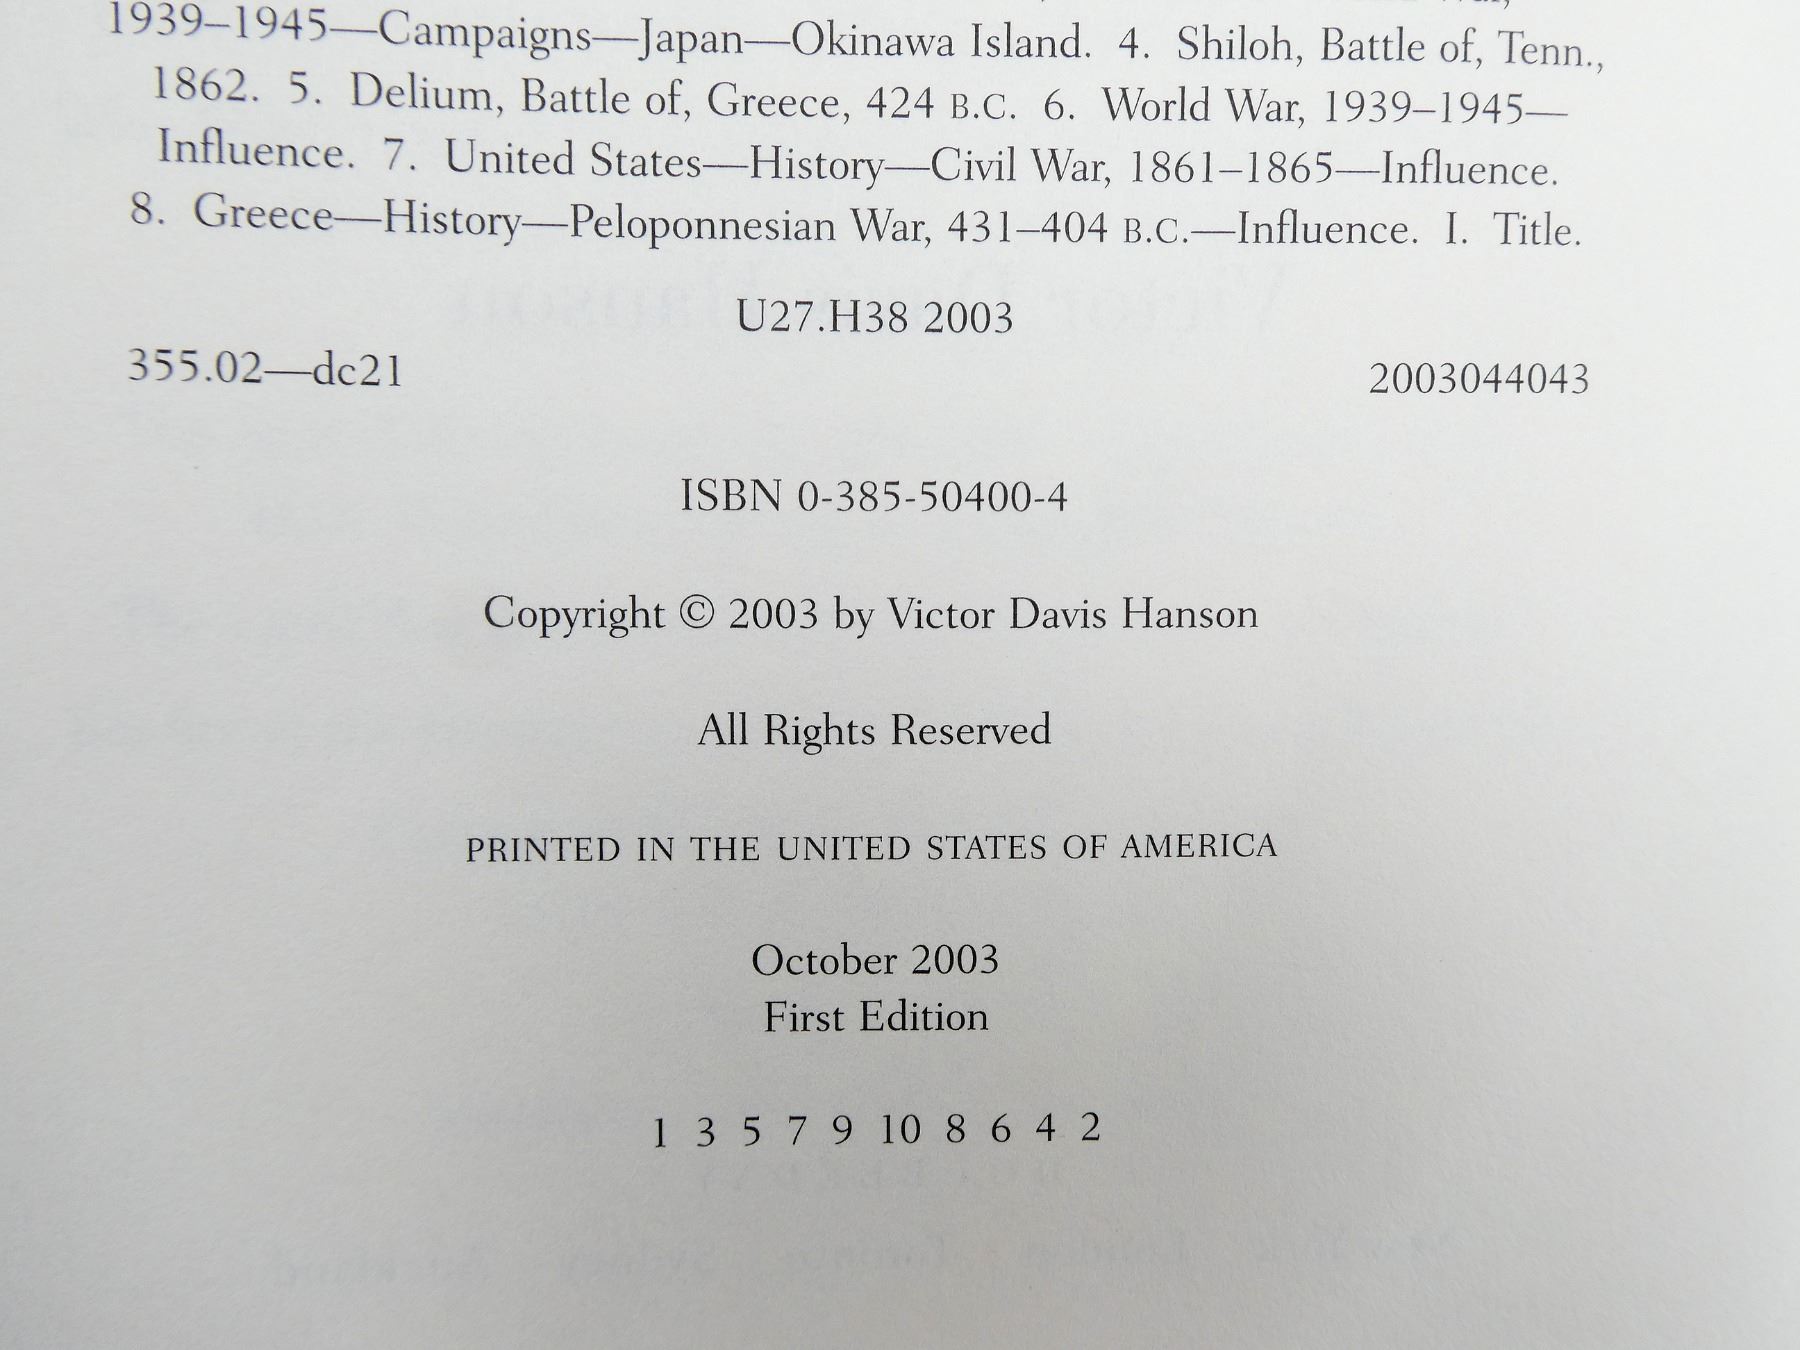 1939–1945—Campaigns—Japan—Okinawa Island. 4. Shiloh, Battle of, Tenn.,
1862. 5. Delium, Battle of, Greece, 424 B.C. 6. World War, 1939–1945—
Influence. 7. United States—History—Civil War, 1861–1865—Influence.
8. Greece—History—Peloponnesian War, 431–404 B.C.—Influence. I. Title.
U27.H38 2003
355.02—dc21 2003044043
ISBN 0-385-50400-4
Copyright © 2003 by Victor Davis Hanson
All Rights Reserved
PRINTED IN THE UNITED STATES OF AMERICA
October 2003
First Edition
1 3 5 7 9 10 8 6 4 2